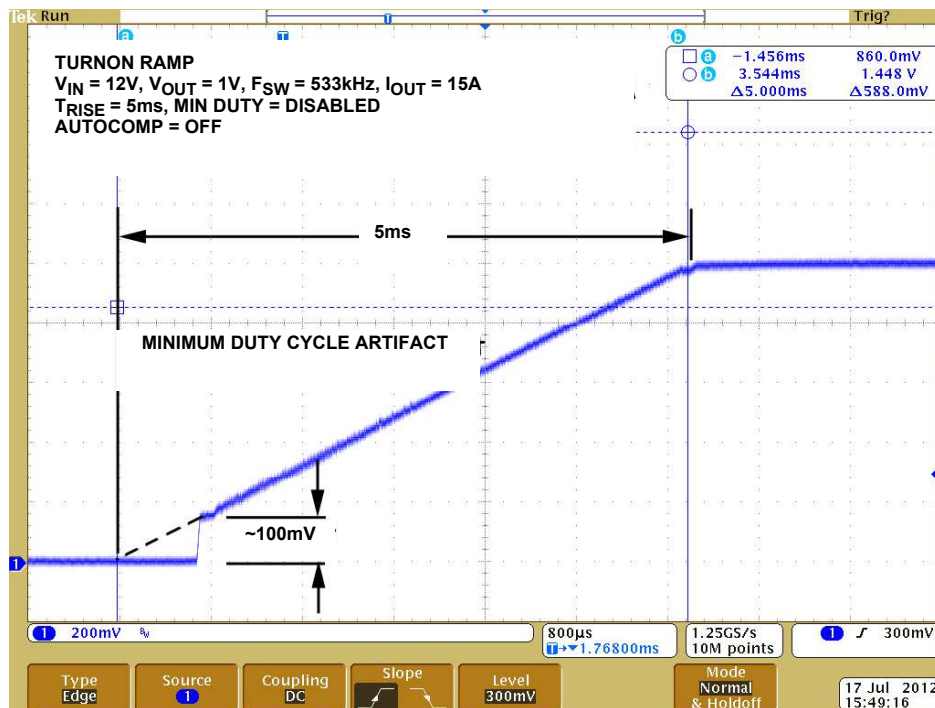 Tek Run Trig?
a b
T T
TURNON RAMP
VIN = 12V, VOUT = 1V, FSW = 533kHz, IOUT = 15A
TRISE = 5ms, MIN DUTY = DISABLED
AUTOCOMP = OFF
a −1.456ms 860.0mV
b 3.544ms 1.448 V
Δ5.000ms Δ588.0mV
5ms
MINIMUM DUTY CYCLE ARTIFACT
~100mV
1
1 200mV BW
800µs
T→▼1.76800ms
1.25GS/s
10M points
1 300mV
Type
Edge
Source
1
Coupling
DC
Slope
Level
300mV
Mode
Normal
& Holdoff
17 Jul 2012
15:49:16